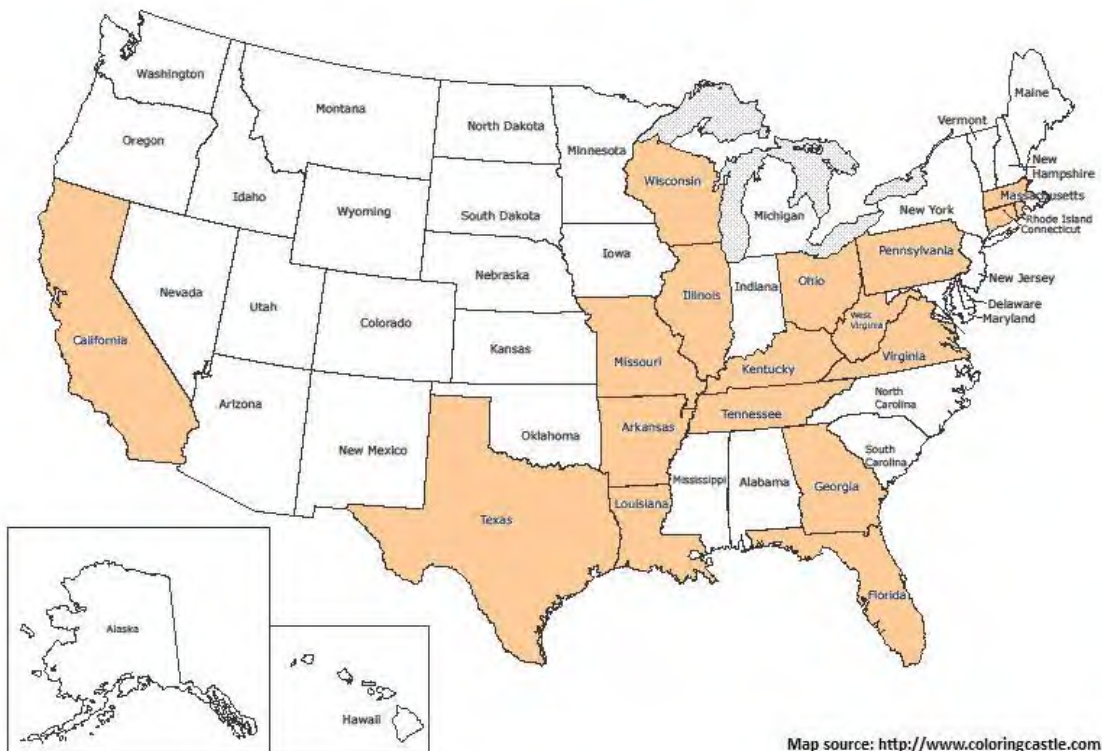 Washington
Montana
North Dakota
Minnesota
Oregon
Idaho
Wyoming
South Dakota
Wisconsin
Michigan
Maine
Vermont
New
Hampshire
Massachusetts
New York
Rhode Island
Connecticut
Nevada
Utah
Colorado
Nebraska
Iowa
Illinois
Indiana
Ohio
Pennsylvania
New Jersey
Delaware
Maryland
California
Kansas
Missouri
Kentucky
West
Virginia
Virginia
Arizona
New Mexico
Oklahoma
Arkansas
Tennessee
North
Carolina
South
Carolina
Texas
Louisiana
Mississippi
Alabama
Georgia
Florida
Alaska
Hawaii
Map source: http://www.coloringcastle.com